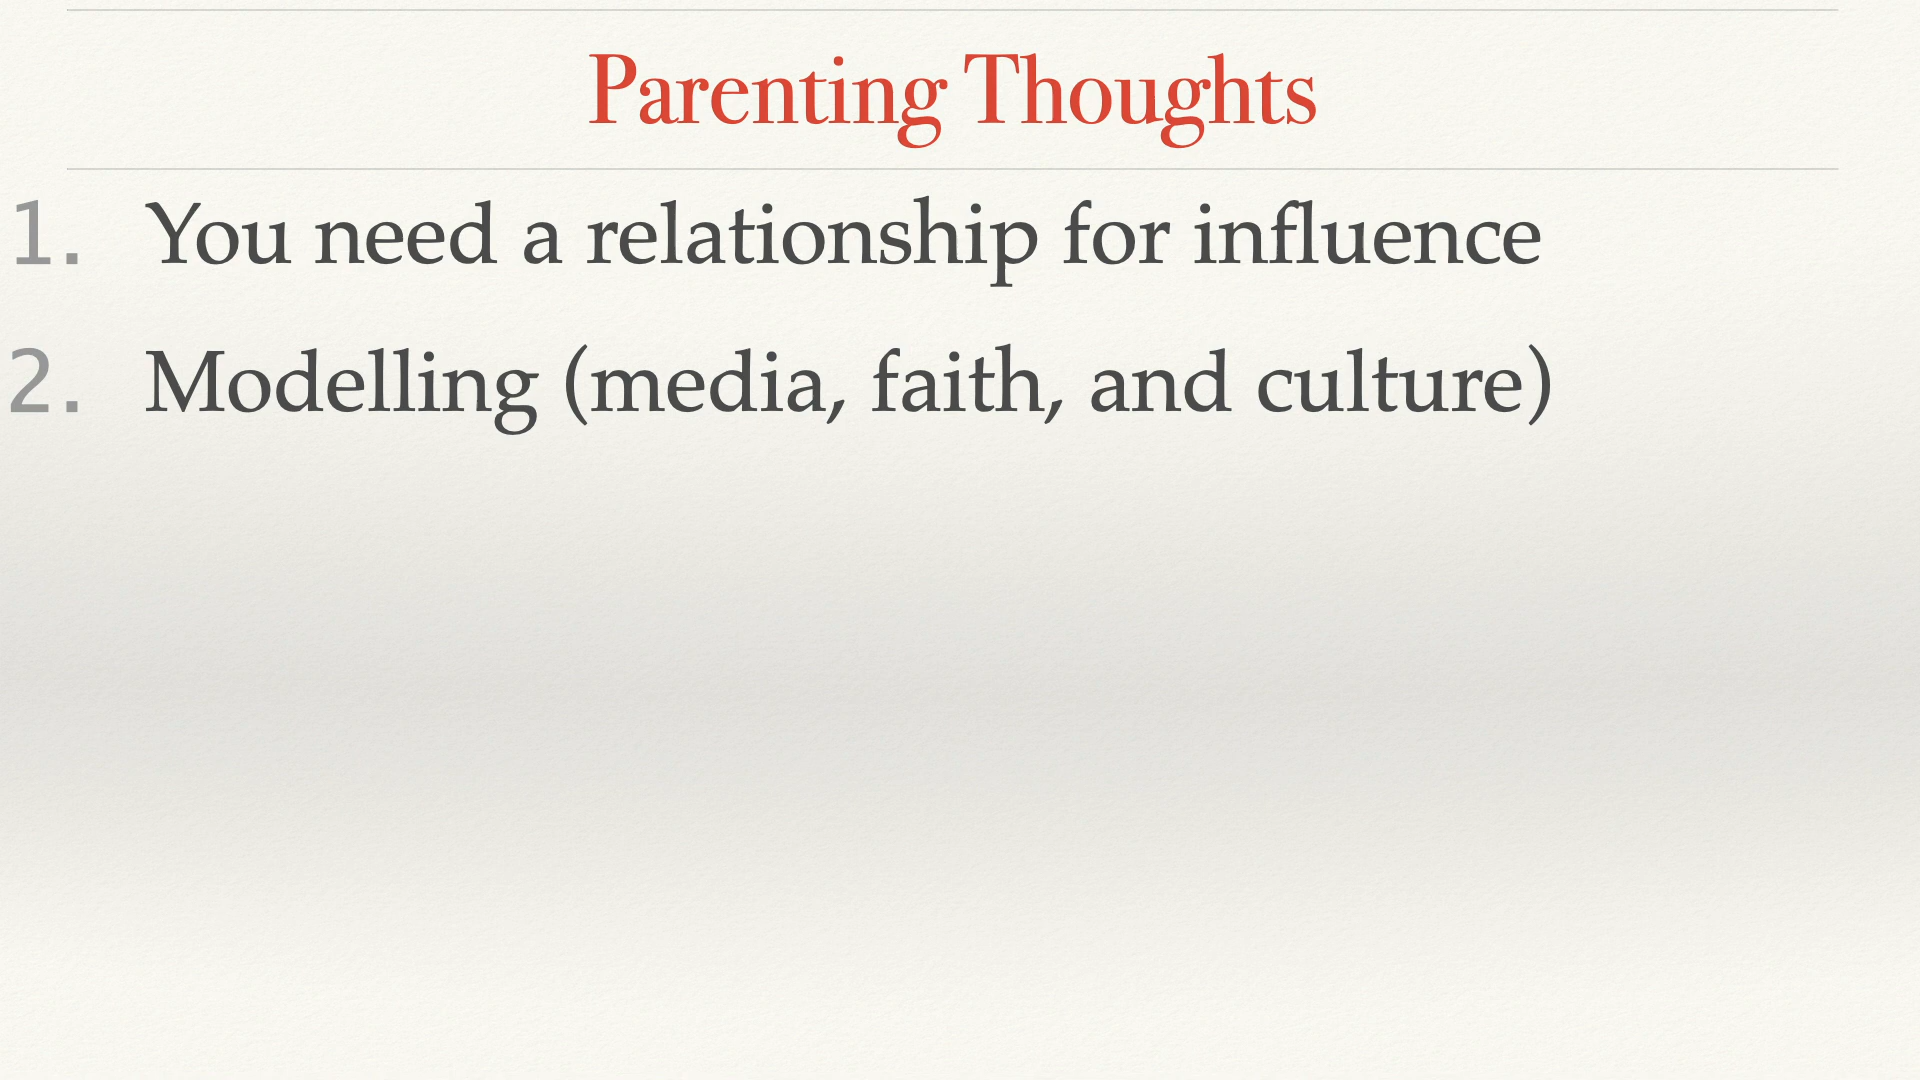 Parenting Thoughts
1. You need a relationship for influence
2. Modelling (media, faith, and culture)